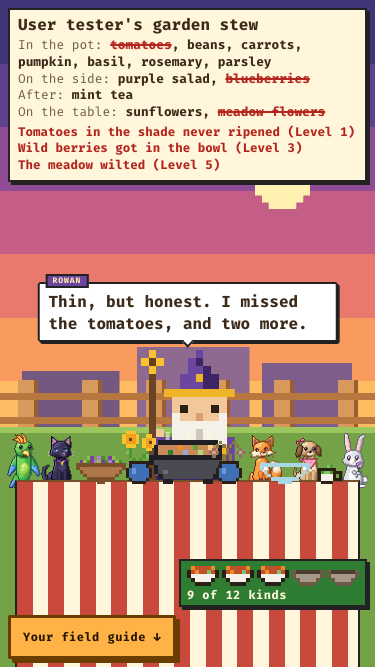 User tester's garden stew
In the pot: tomatoes, beans, carrots,
pumpkins, basil, rosemary, parsley
On the side: purple salad, blueberries
After: mint tea
On the table: sunflowers, meadow flowers
Tomatoes in the shade never ripened (Level 1)
Wild berries got in the bowl (Level 3)
The meadow wilted (Level 5)
ROWAN
Thin, but honest. I missed
the tomatoes, and two more.
9 of 12 kinds
Your field guide ↓